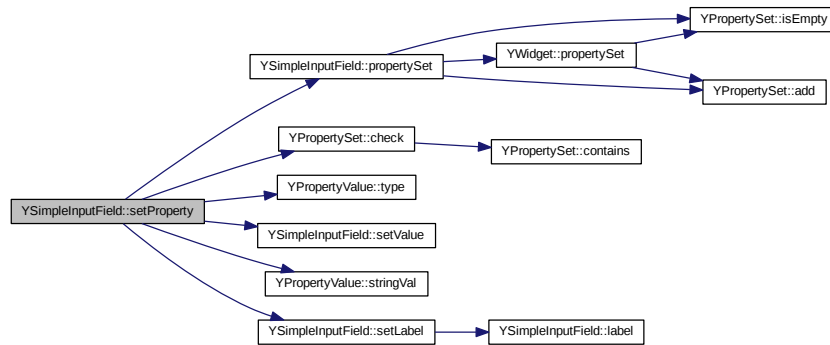 YPropertySet::isEmpty
YWidget::propertySet
YSimpleInputField::propertySet
YPropertySet::add
YPropertySet::check
YPropertySet::contains
YPropertyValue::type
YSimpleInputField::setProperty
YSimpleInputField::setValue
YPropertyValue::stringVal
YSimpleInputField::setLabel
YSimpleInputField::label